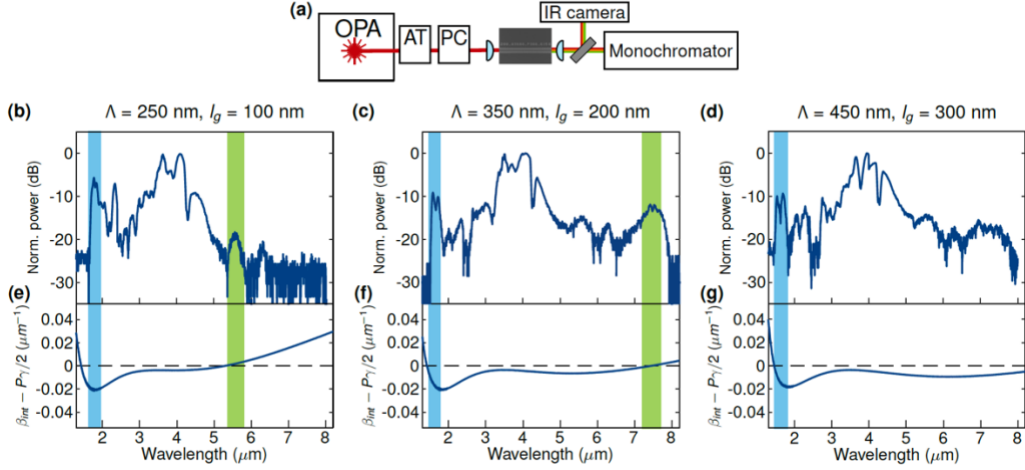 (a)
IR camera
OPA
AT
PC
Monochromator
(b) Λ = 250 nm, l_g = 100 nm
(c) Λ = 350 nm, l_g = 200 nm
(d) Λ = 450 nm, l_g = 300 nm
Norm. power (dB)
0
-10
-20
-30
Norm. power (dB)
0
-10
-20
-30
Norm. power (dB)
0
-10
-20
-30
(e)
(f)
(g)
β_int − Pγ/2 (μm⁻¹)
0.04
0.02
0
-0.02
-0.04
β_int − Pγ/2 (μm⁻¹)
0.04
0.02
0
-0.02
-0.04
β_int − Pγ/2 (μm⁻¹)
0.04
0.02
0
-0.02
-0.04
2 3 4 5 6 7 8
2 3 4 5 6 7 8
2 3 4 5 6 7 8
Wavelength (μm)
Wavelength (μm)
Wavelength (μm)